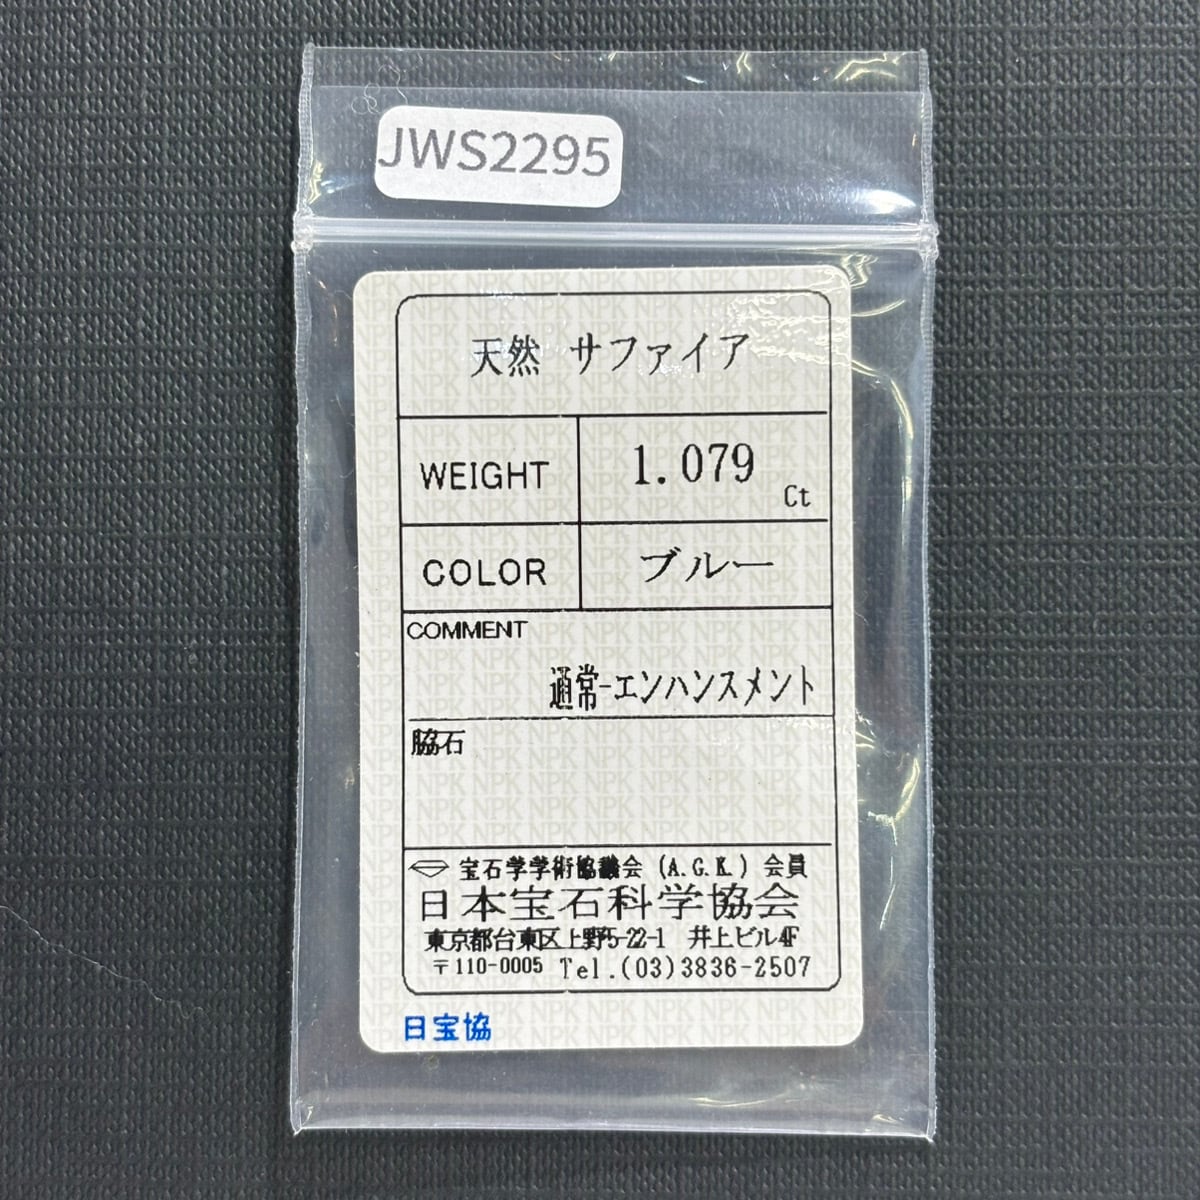 JWS2295
天然 サファイア
WEIGHT 1.079 Ct
COLOR ブルー
COMMENT
通常-エンハンスメント
脇石
宝石学学術協議会 (A.G.K.) 会員
日本宝石科学協会
東京都台東区上野5-22-1 井上ビル4F
〒110-0005 Tel.(03)3836-2507
日宝協